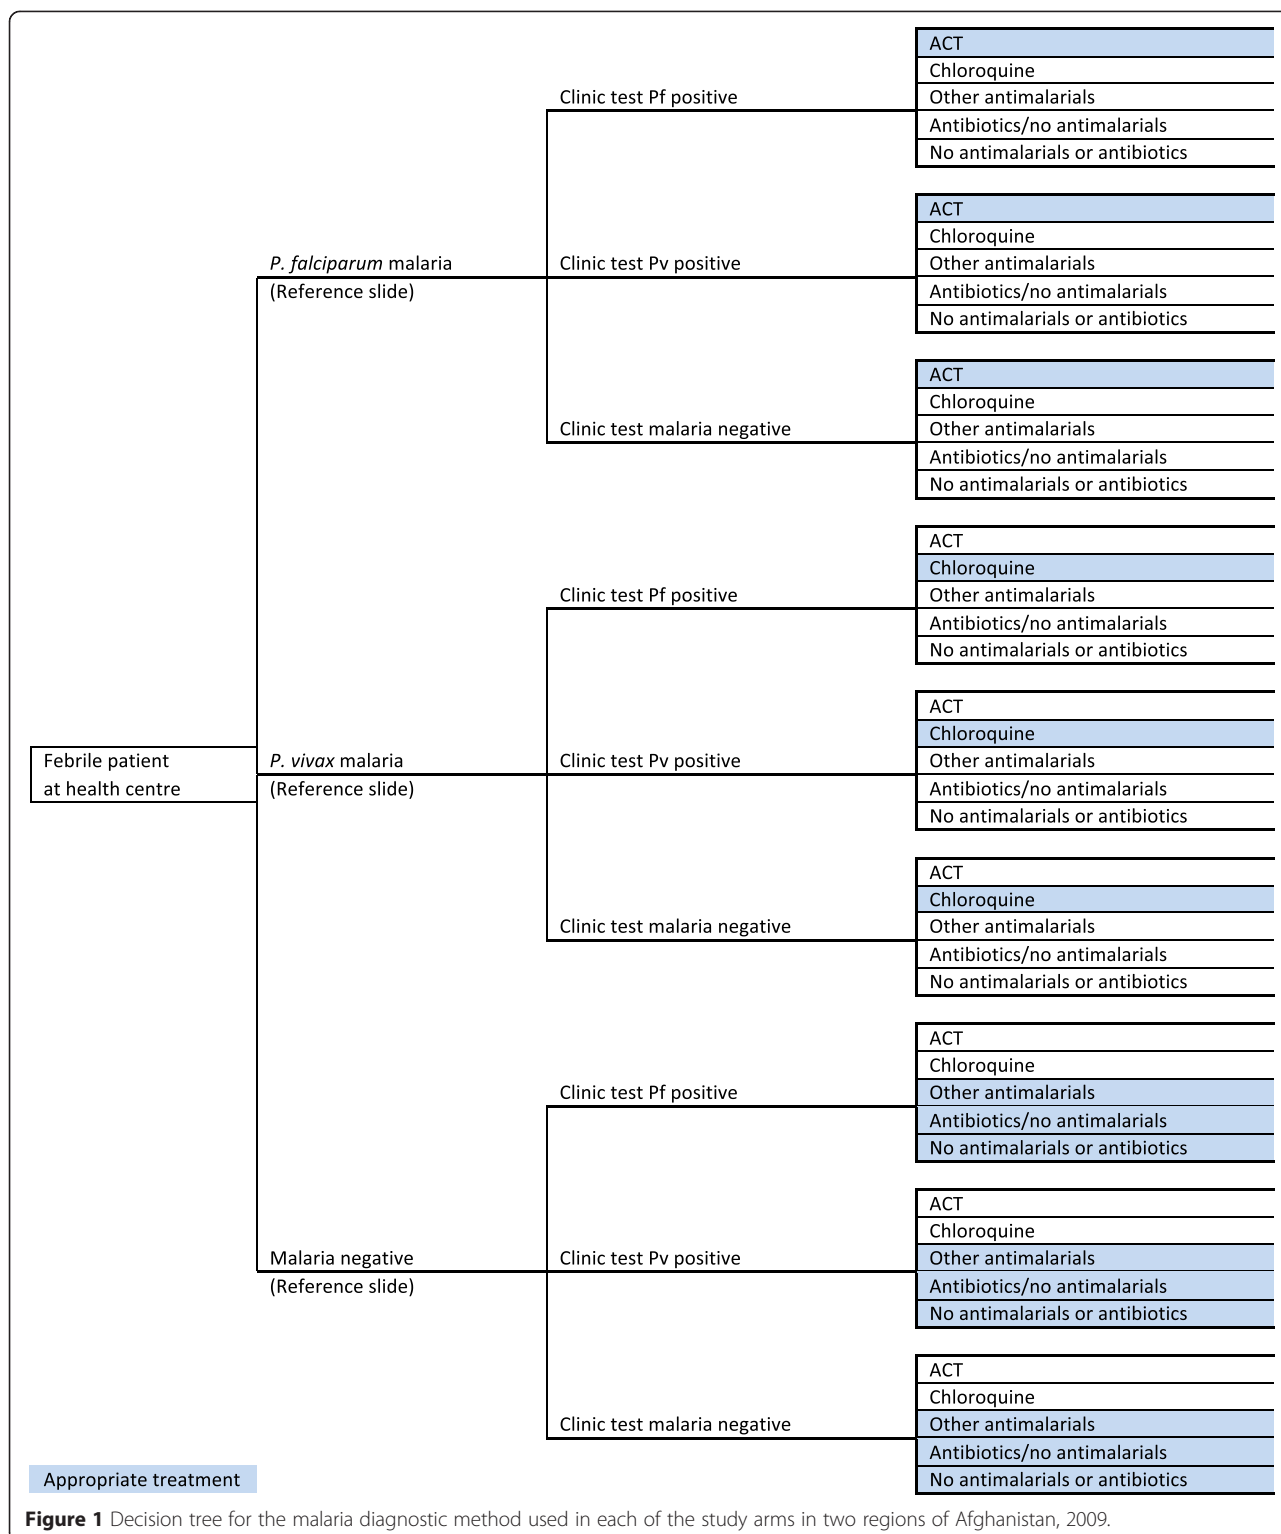 ACT
Chloroquine
Clinic test Pf positive
Other antimalarials
Antibiotics/no antimalarials
No antimalarials or antibiotics
ACT
Chloroquine
P. falciparum malaria
(Reference slide)
Clinic test Pv positive
Other antimalarials
Antibiotics/no antimalarials
No antimalarials or antibiotics
ACT
Chloroquine
Clinic test malaria negative
Other antimalarials
Antibiotics/no antimalarials
No antimalarials or antibiotics
ACT
Chloroquine
Clinic test Pf positive
Other antimalarials
Antibiotics/no antimalarials
No antimalarials or antibiotics
ACT
Chloroquine
Febrile patient
at health centre
P. vivax malaria
(Reference slide)
Clinic test Pv positive
Other antimalarials
Antibiotics/no antimalarials
No antimalarials or antibiotics
ACT
Chloroquine
Clinic test malaria negative
Other antimalarials
Antibiotics/no antimalarials
No antimalarials or antibiotics
ACT
Chloroquine
Clinic test Pf positive
Other antimalarials
Antibiotics/no antimalarials
No antimalarials or antibiotics
ACT
Chloroquine
Malaria negative
(Reference slide)
Clinic test Pv positive
Other antimalarials
Antibiotics/no antimalarials
No antimalarials or antibiotics
ACT
Chloroquine
Clinic test malaria negative
Other antimalarials
Antibiotics/no antimalarials
No antimalarials or antibiotics
Appropriate treatment
Figure 1 Decision tree for the malaria diagnostic method used in each of the study arms in two regions of Afghanistan, 2009.